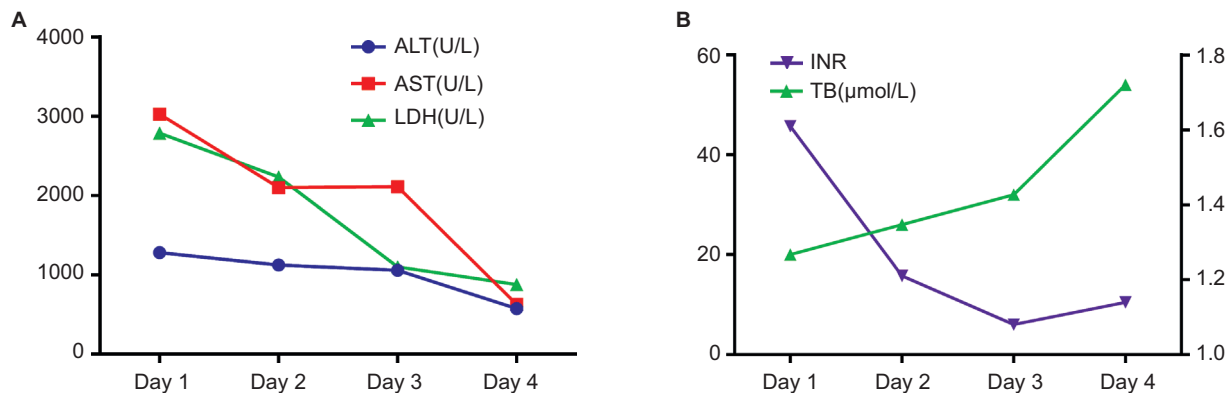 A
4000
3000
2000
1000
0
ALT(U/L)
AST(U/L)
LDH(U/L)
Day 1 Day 2 Day 3 Day 4
B
60
40
20
0
INR
TB(μmol/L)
1.8
1.6
1.4
1.2
1.0
Day 1 Day 2 Day 3 Day 4